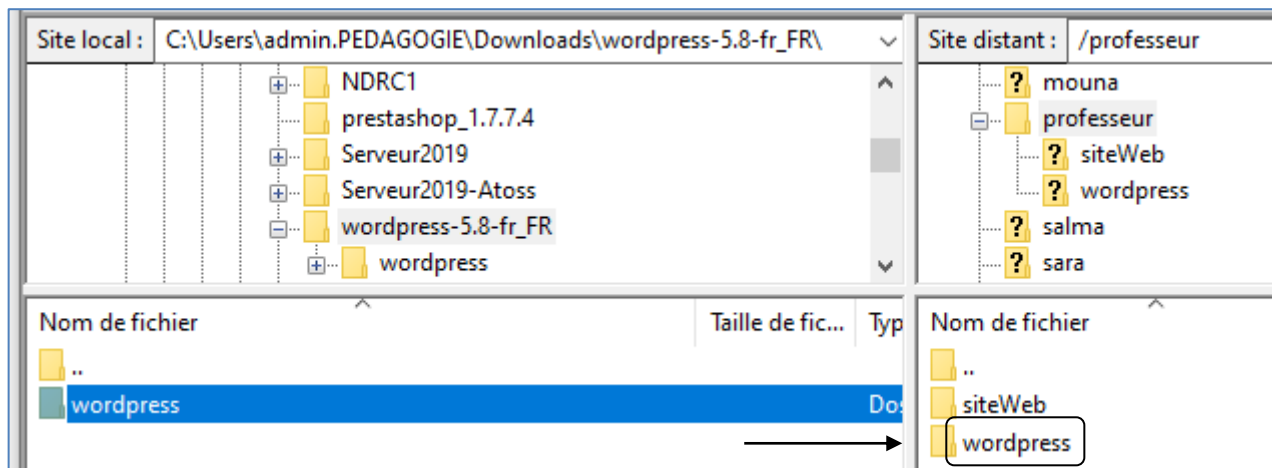 Site local : C:\Users\admin.PEDAGOGIE\Downloads\wordpress-5.8-fr_FR\
NDRC1
prestashop_1.7.7.4
Serveur2019
Serveur2019-Atoss
wordpress-5.8-fr_FR
wordpress
Nom de fichier Taille de fic... Typ
..
wordpress Dos
Site distant : /professeur
? mouna
professeur
? siteWeb
? wordpress
? salma
? sara
Nom de fichier
..
siteWeb
wordpress